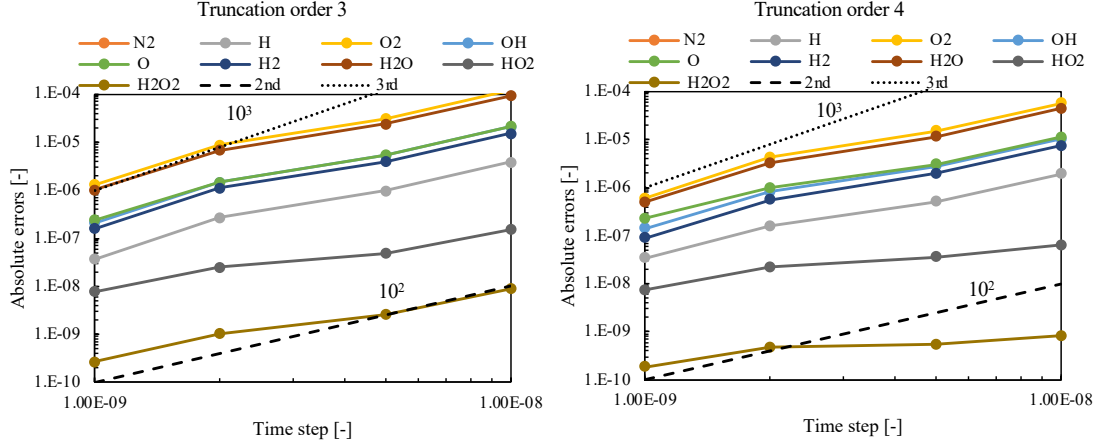 Truncation order 3
N2 H O2 OH
O H2 H2O HO2
H2O2 2nd 3rd
1.E-04
1.E-05
1.E-06
1.E-07
1.E-08
1.E-09
1.E-10
Absolute errors [-]
10³
10²
1.00E-09 1.00E-08
Time step [-]
Truncation order 4
N2 H O2 OH
O H2 H2O HO2
H2O2 2nd 3rd
1.E-04
1.E-05
1.E-06
1.E-07
1.E-08
1.E-09
1.E-10
Absolute errors [-]
10³
10²
1.00E-09 1.00E-08
Time step [-]